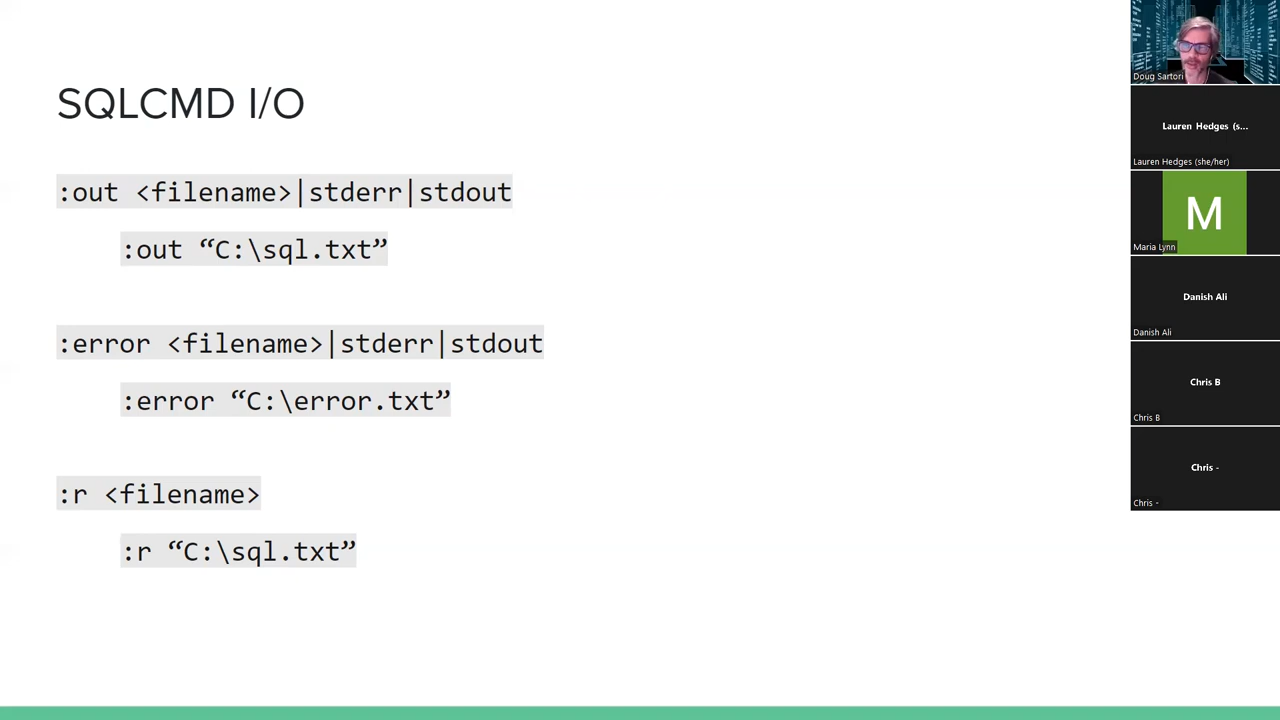 SQLCMD I/O
:out <filename>|stderr|stdout
:out “C:\sql.txt”
:error <filename>|stderr|stdout
:error “C:\error.txt”
:r <filename>
:r “C:\sql.txt”
Doug Sartori
Lauren Hedges (s...
Lauren Hedges (she/her)
M
Maria Lynn
Danish Ali
Danish Ali
Chris B
Chris B
Chris -
Chris -